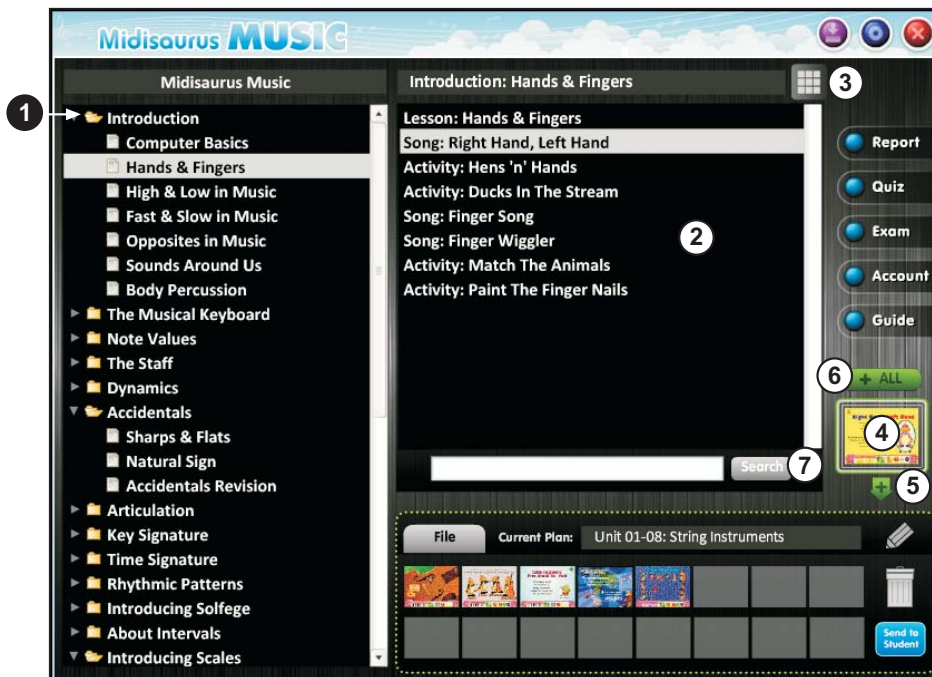 Midisaurus MUSIC
Midisaurus Music
Introduction: Hands & Fingers
3
1
Introduction
Computer Basics
Hands & Fingers
High & Low in Music
Fast & Slow in Music
Opposites in Music
Sounds Around Us
Body Percussion
The Musical Keyboard
Note Values
The Staff
Dynamics
Accidentals
Sharps & Flats
Natural Sign
Accidentals Revision
Articulation
Key Signature
Time Signature
Rhythmic Patterns
Introducing Solfege
About Intervals
Introducing Scales
Lesson: Hands & Fingers
Song: Right Hand, Left Hand
Activity: Hens 'n' Hands
Activity: Ducks In The Stream
Song: Finger Song
Song: Finger Wiggler
Activity: Match The Animals
Activity: Paint The Finger Nails
2
Search
7
Report
Quiz
Exam
Account
Guide
6
+ ALL
4
5
File
Current Plan:
Unit 01-08: String Instruments
Send to
Student